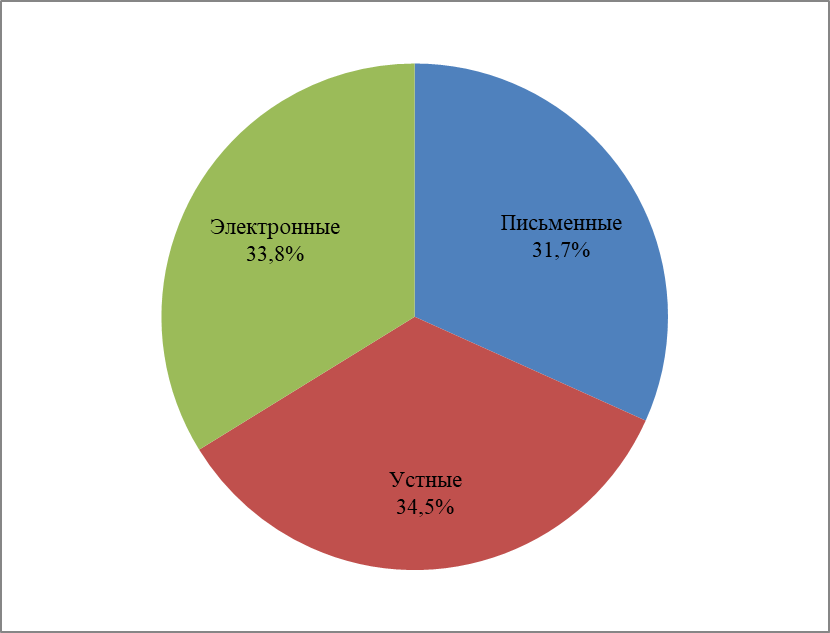 Электронные
33,8%
Письменные
31,7%
Устные
34,5%